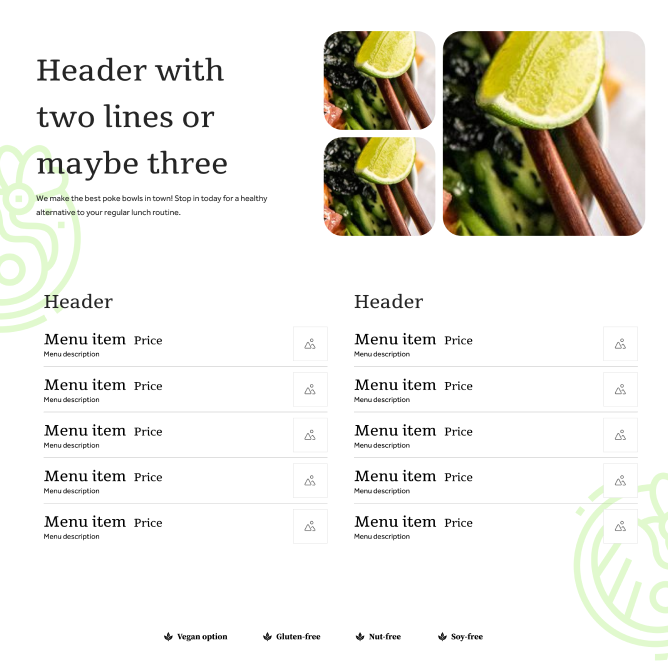 Header with
two lines or
maybe three
We make the best poke bowls in town! Stop in today for a healthy
alternative to your regular lunch routine.
Header
Menu item Price
Menu description
Menu item Price
Menu description
Menu item Price
Menu description
Menu item Price
Menu description
Menu item Price
Menu description
Header
Menu item Price
Menu description
Menu item Price
Menu description
Menu item Price
Menu description
Menu item Price
Menu description
Menu item Price
Menu description
Vegan option Gluten-free Nut-free Soy-free